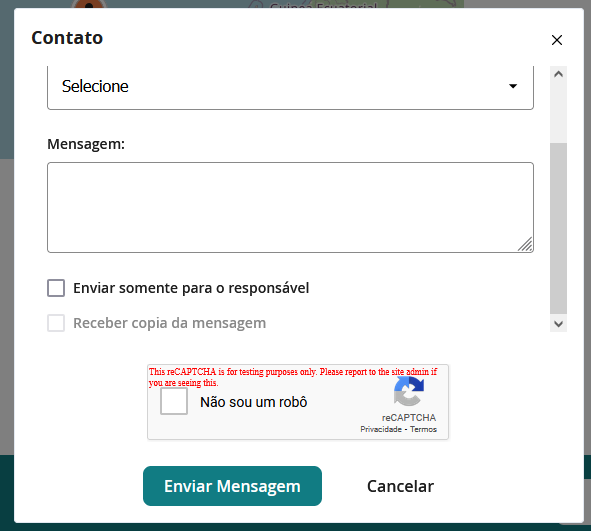 Guinea Ecuatorial
Contato
Selecione
Mensagem:
Enviar somente para o responsável
Receber copia da mensagem
This reCAPTCHA is for testing purposes only. Please report to the site admin if
you are seeing this.
Não sou um robô
reCAPTCHA
Privacidade - Termos
Enviar Mensagem
Cancelar